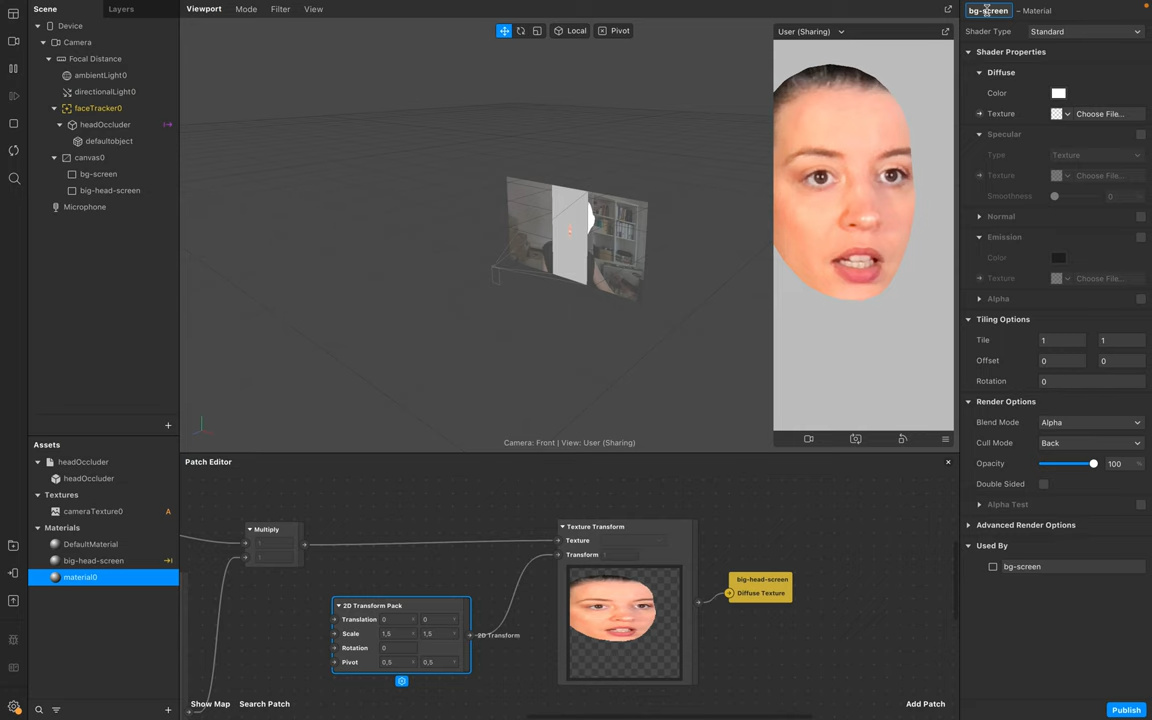 Scene
Layers
Device
Camera
Focal Distance
ambientLight0
directionalLight0
faceTracker0
headOccluder
defaultobject
canvas0
bg-screen
big-head-screen
Microphone
Assets
headOccluder
headOccluder
Textures
cameraTexture0 A
Materials
DefaultMaterial
big-head-screen
material0
Viewport Mode Filter View
Local Pivot
User (Sharing)
Camera: Front | View: User (Sharing)
Patch Editor
Multiply
1
1
2D Transform Pack
Translation 0 X 0 Y
Scale 1,5 X 1,5 Y
Rotation 0
Pivot 0,5 X 0,5 Y
2D Transform
Texture Transform
Texture
Transform 1
big-head-screen
Diffuse Texture
Show Map Search Patch
Add Patch
bg-screen – Material
Shader Type Standard
Shader Properties
Diffuse
Color
Texture Choose File...
Specular
Type Texture
Texture Choose File...
Smoothness 0
Normal
Emission
Color
Texture Choose File...
Alpha
Tiling Options
Tile 1 1
Offset 0 0
Rotation 0
Render Options
Blend Mode Alpha
Cull Mode Back
Opacity 100 %
Double Sided
Alpha Test
Advanced Render Options
Used By
bg-screen
Publish